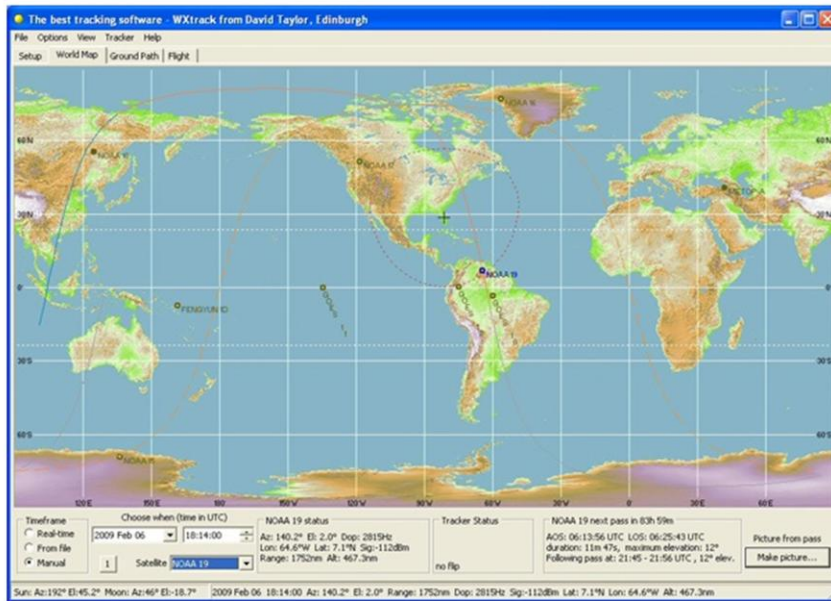 The best tracking software - WXtrack from David Taylor, Edinburgh
File Options View Tracker Help
Setup World Map Ground Path Flight
60N
30N
0°
30S
60S
NOAA 17
NOAA 19
METOP-A
FENGYUN 1D
120E 150E 180E 150W 120W 90W 60W 30W 0° 30E 60E 90E
Timeframe
Real-time
From file
Manual
Choose when (time in UTC)
2009 Feb 06 18:14:00
1 Satellite NOAA 19
NOAA 19 status
Az: 140.2° El: 2.0° Dop: 2815Hz
Lon: 64.6°W Lat: 7.1°N Sig:-112dBm
Range: 1752nm Alt: 467.3nm
Tracker Status
no flip
NOAA 19 next pass in 83h 59m
AOS: 06:13:56 UTC LOS: 06:25:43 UTC
duration: 11m 47s, maximum elevation: 12°
Following pass at: 21:45 - 21:56 UTC , 12° elev.
Picture from pass
Make picture...
Sun: Az:192° El:45.2° Moon: Az:46° El:-18.7° 2009 Feb 06 18:14:00 Az: 140.2° El: 2.0° Range: 1752nm Dop: 2815Hz Sig:-112dBm Lat: 7.1°N Lon: 64.6°W Alt: 467.3nm